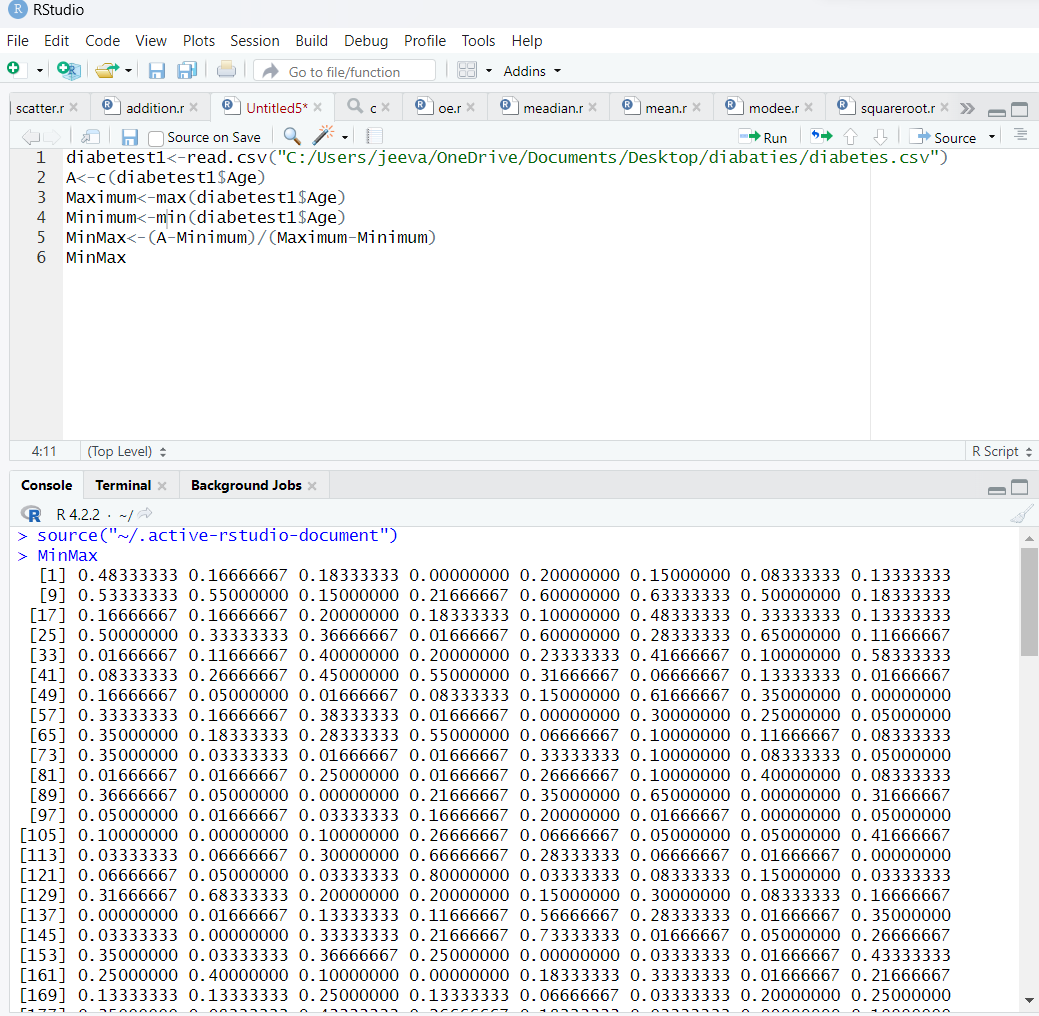 R RStudio
File Edit Code View Plots Session Build Debug Profile Tools Help
Go to file/function Addins
scatter.r addition.r Untitled5* c oe.r meadian.r mean.r modee.r squareroot.r
Source on Save Run Source
1 diabetest1<-read.csv("C:/Users/jeeva/OneDrive/Documents/Desktop/diabaties/diabetes.csv")
2 A<-c(diabetest1$Age)
3 Maximum<-max(diabetest1$Age)
4 Minimum<-min(diabetest1$Age)
5 MinMax<-(A-Minimum)/(Maximum-Minimum)
6 MinMax
4:11 (Top Level) R Script
Console Terminal Background Jobs
R R 4.2.2 · ~/
> source("~/.active-rstudio-document")
> MinMax
[1] 0.48333333 0.16666667 0.18333333 0.00000000 0.20000000 0.15000000 0.08333333 0.13333333
[9] 0.53333333 0.55000000 0.15000000 0.21666667 0.60000000 0.63333333 0.50000000 0.18333333
[17] 0.16666667 0.16666667 0.20000000 0.18333333 0.10000000 0.48333333 0.33333333 0.13333333
[25] 0.50000000 0.33333333 0.36666667 0.01666667 0.60000000 0.28333333 0.65000000 0.11666667
[33] 0.01666667 0.11666667 0.40000000 0.20000000 0.23333333 0.41666667 0.10000000 0.58333333
[41] 0.08333333 0.26666667 0.45000000 0.55000000 0.31666667 0.06666667 0.13333333 0.01666667
[49] 0.16666667 0.05000000 0.01666667 0.08333333 0.15000000 0.61666667 0.35000000 0.00000000
[57] 0.33333333 0.16666667 0.38333333 0.01666667 0.00000000 0.30000000 0.25000000 0.05000000
[65] 0.35000000 0.18333333 0.28333333 0.55000000 0.06666667 0.10000000 0.11666667 0.08333333
[73] 0.35000000 0.03333333 0.01666667 0.01666667 0.33333333 0.10000000 0.08333333 0.05000000
[81] 0.01666667 0.01666667 0.25000000 0.01666667 0.26666667 0.10000000 0.40000000 0.08333333
[89] 0.36666667 0.05000000 0.00000000 0.21666667 0.35000000 0.65000000 0.00000000 0.31666667
[97] 0.05000000 0.01666667 0.03333333 0.16666667 0.20000000 0.01666667 0.00000000 0.05000000
[105] 0.10000000 0.00000000 0.10000000 0.26666667 0.06666667 0.05000000 0.05000000 0.41666667
[113] 0.03333333 0.06666667 0.30000000 0.66666667 0.28333333 0.06666667 0.01666667 0.00000000
[121] 0.06666667 0.05000000 0.03333333 0.80000000 0.03333333 0.08333333 0.15000000 0.03333333
[129] 0.31666667 0.68333333 0.20000000 0.20000000 0.15000000 0.30000000 0.08333333 0.16666667
[137] 0.00000000 0.01666667 0.13333333 0.11666667 0.56666667 0.28333333 0.01666667 0.35000000
[145] 0.03333333 0.00000000 0.33333333 0.21666667 0.73333333 0.01666667 0.05000000 0.26666667
[153] 0.35000000 0.03333333 0.36666667 0.25000000 0.00000000 0.03333333 0.01666667 0.43333333
[161] 0.25000000 0.40000000 0.10000000 0.00000000 0.18333333 0.33333333 0.01666667 0.21666667
[169] 0.13333333 0.13333333 0.25000000 0.13333333 0.06666667 0.03333333 0.20000000 0.25000000